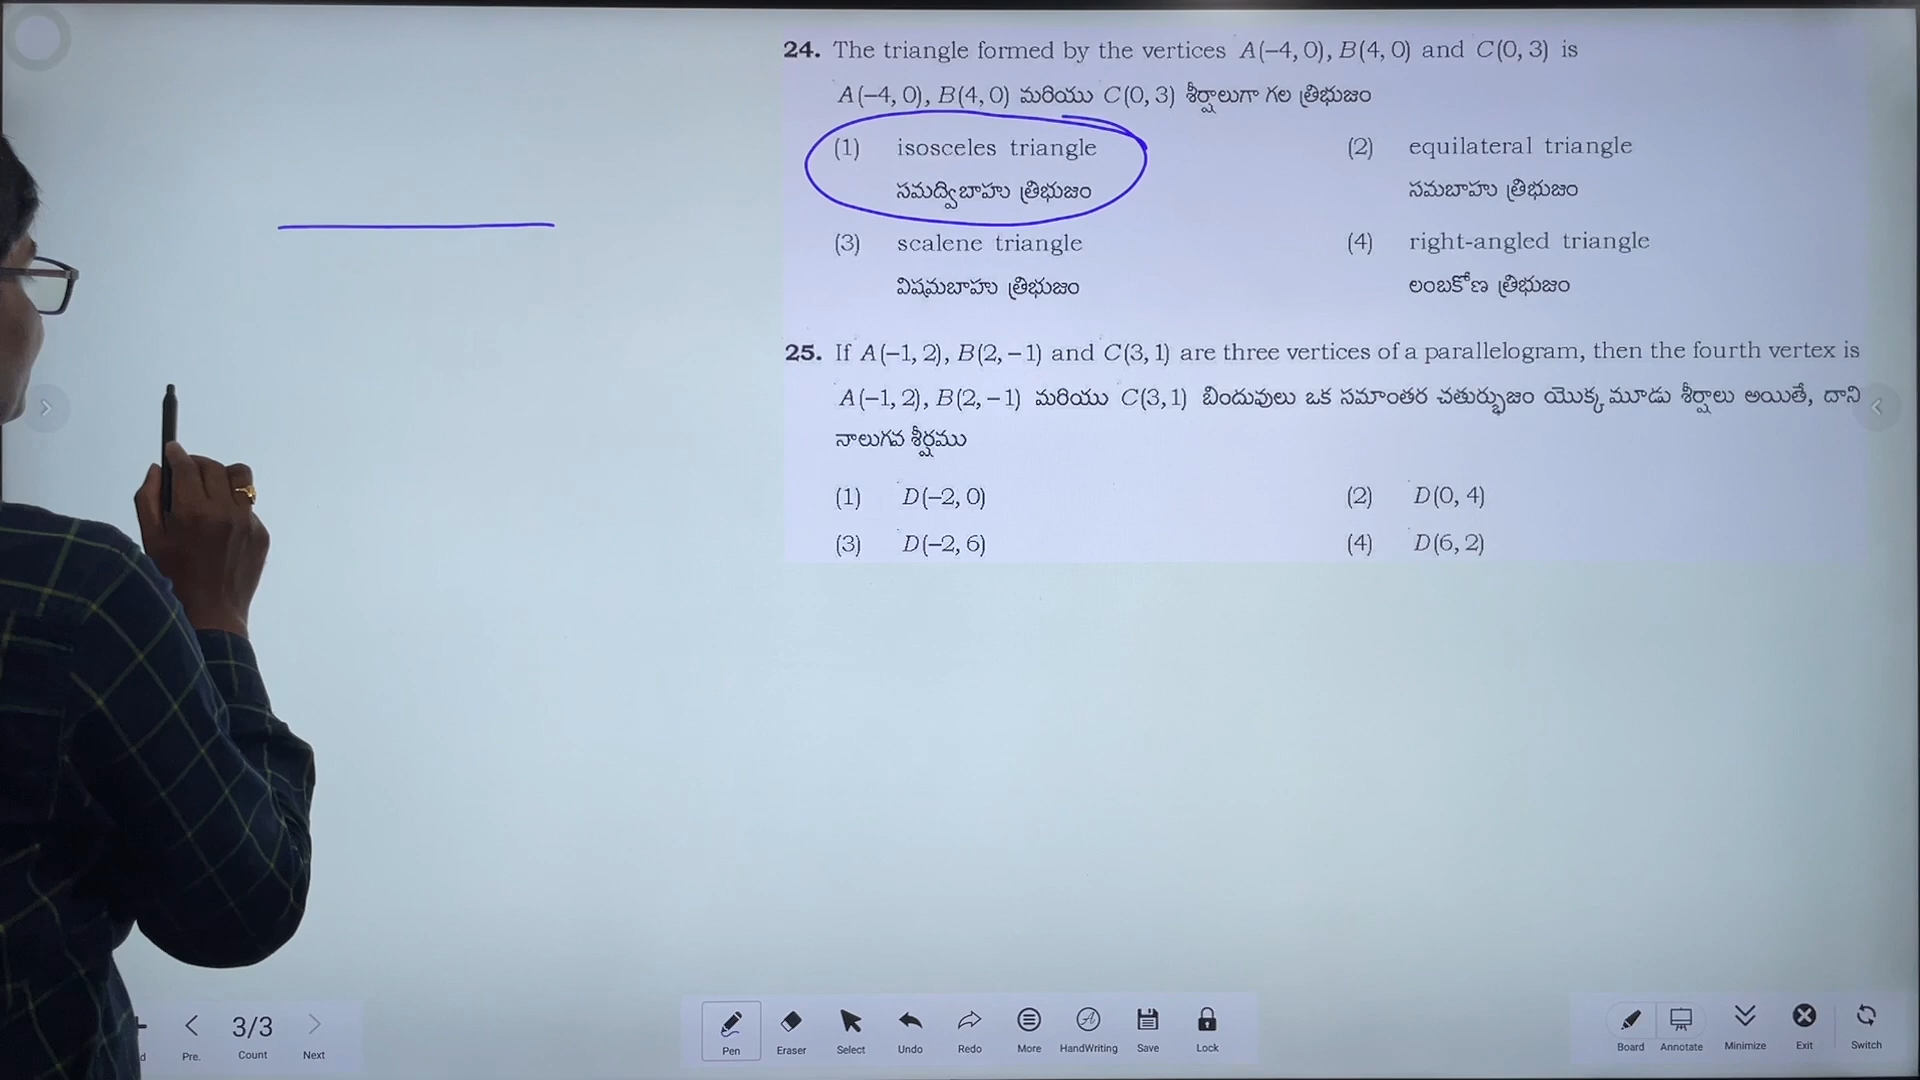 24. The triangle formed by the vertices A(−4, 0), B(4, 0) and C(0, 3) is
A(−4, 0), B(4, 0) మరియు C(0, 3) శీర్షాలుగా గల త్రిభుజం
(1) isosceles triangle (2) equilateral triangle
సమద్విబాహు త్రిభుజం సమబాహు త్రిభుజం
(3) scalene triangle (4) right-angled triangle
విషమబాహు త్రిభుజం లంబకోణ త్రిభుజం
25. If A(−1, 2), B(2, −1) and C(3, 1) are three vertices of a parallelogram, then the fourth vertex is
A(−1, 2), B(2, −1) మరియు C(3, 1) బిందువులు ఒక సమాంతర చతుర్భుజం యొక్క మూడు శీర్షాలు అయితే, దాని
నాలుగవ శీర్షము
(1) D(−2, 0) (2) D(0, 4)
(3) D(−2, 6) (4) D(6, 2)
3/3
Pre. Count Next
Pen Eraser Select Undo Redo More HandWriting Save Lock
Board Annotate Minimize Exit Switch